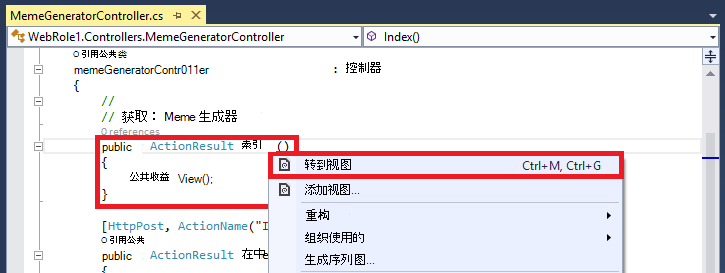 MemeGeneratorController.cs
WebRole1.Controllers.MemeGeneratorController Index()
0 引用公共类
memeGeneratorContr011er : 控制器
{
//
// 获取： Meme 生成器
0 references
public ActionResult 索引 ()
{
公共收益 View();
}
[HttpPost, ActionName("I
0 引用公共
public ActionResult 在中
{
转到视图 Ctrl+M, Ctrl+G
添加视图...
重构
组织使用的
生成序列图...